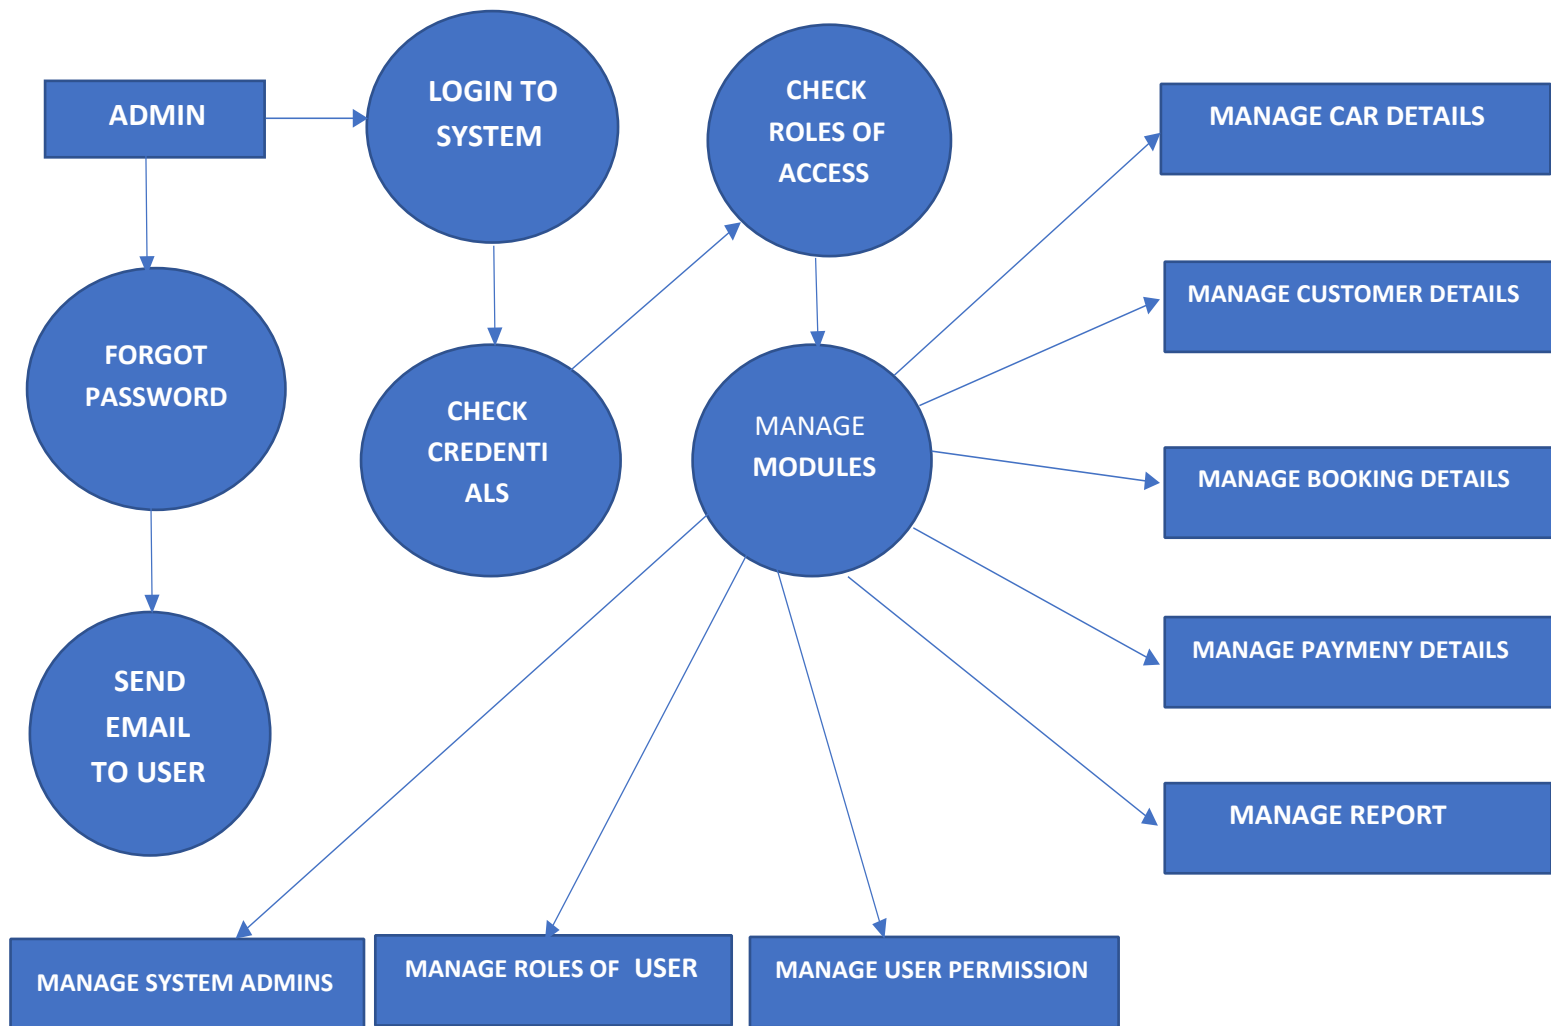 ADMIN
LOGIN TO
SYSTEM
CHECK
ROLES OF
ACCESS
MANAGE CAR DETAILS
MANAGE CUSTOMER DETAILS
FORGOT
PASSWORD
CHECK
CREDENTI
ALS
MANAGE
MODULES
MANAGE BOOKING DETAILS
MANAGE PAYMENY DETAILS
SEND
EMAIL
TO USER
MANAGE REPORT
MANAGE SYSTEM ADMINS
MANAGE ROLES OF USER
MANAGE USER PERMISSION